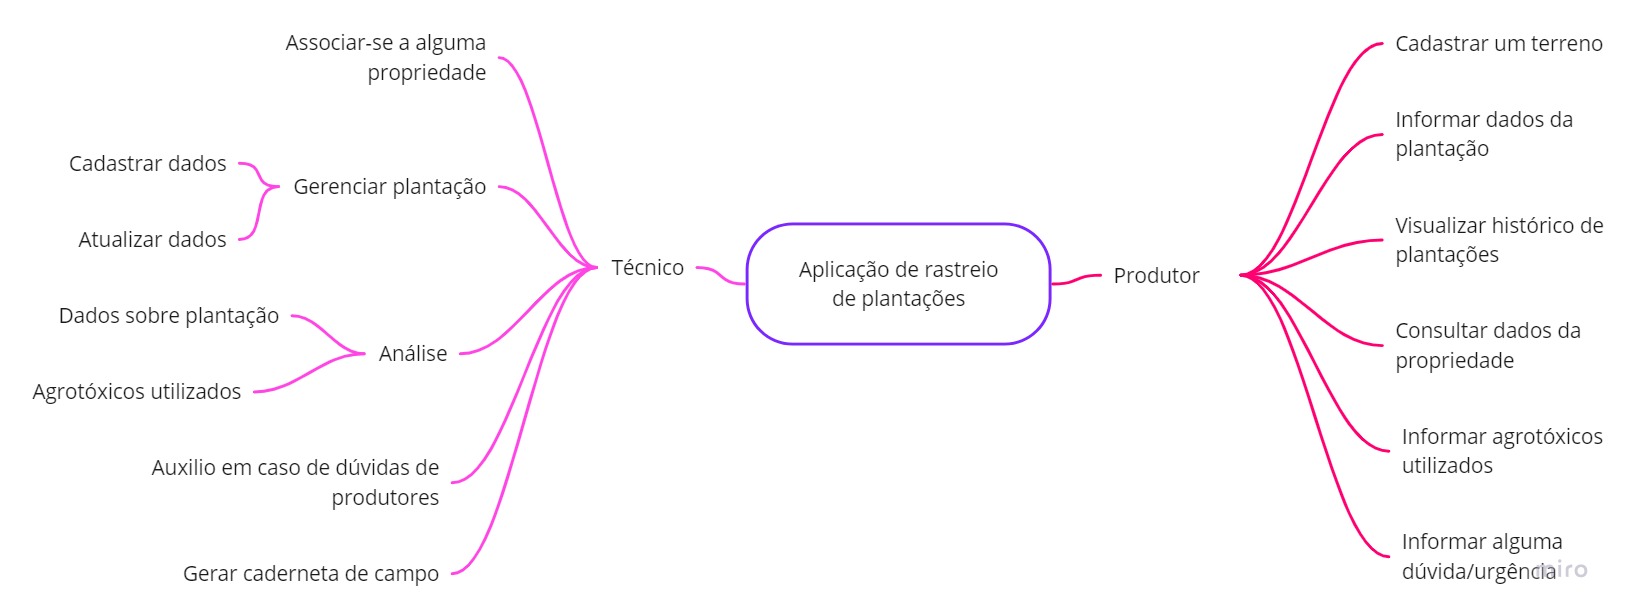 Associar-se a alguma
propriedade
Cadastrar dados
Gerenciar plantação
Atualizar dados
Dados sobre plantação
Análise
Agrotóxicos utilizados
Auxilio em caso de dúvidas de
produtores
Gerar caderneta de campo
Técnico
Aplicação de rastreio
de plantações
Produtor
Cadastrar um terreno
Informar dados da
plantação
Visualizar histórico de
plantações
Consultar dados da
propriedade
Informar agrotóxicos
utilizados
Informar alguma
dúvida/urgência
miro